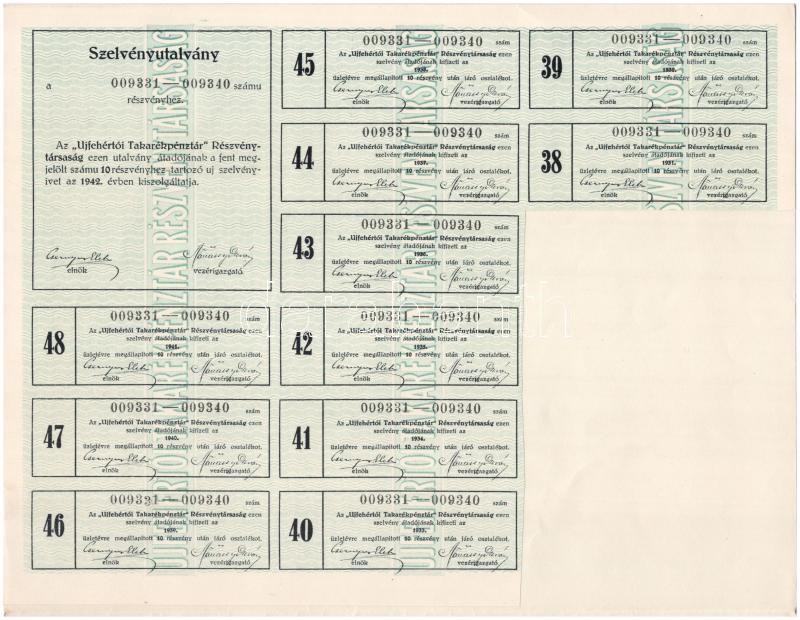 Szelvényutalvány
a 009331—009340 számu
részvényhez.
Az „Ujfehértói Takarékpénztár" Részvény-
társaság ezen utalvány átadójának a fent meg-
jelölt számu 10 részvényhez tartozó uj szelvény-
ívet az 1942. évben kiszolgáltatja.
elnök vezérigazgató
48
009331—009340 szám
Az „Ujfehértói Takarékpénztár" Részvénytársaság ezen
szelvény átadójának kifizeti az
1941.
üzletévre megállapított 10 részvény után járó osztalékot.
elnök vezérigazgató
47
009331—009340 szám
Az „Ujfehértói Takarékpénztár" Részvénytársaság ezen
szelvény átadójának kifizeti az
1940.
üzletévre megállapított 10 részvény után járó osztalékot.
elnök vezérigazgató
46
009331—009340 szám
Az „Ujfehértói Takarékpénztár" Részvénytársaság ezen
szelvény átadójának kifizeti az
1939.
üzletévre megállapított 10 részvény után járó osztalékot.
elnök vezérigazgató
45
009331—009340 szám
Az „Ujfehértói Takarékpénztár" Részvénytársaság ezen
szelvény átadójának kifizeti az
1938.
üzletévre megállapított 10 részvény után járó osztalékot.
elnök vezérigazgató
44
009331—009340 szám
Az „Ujfehértói Takarékpénztár" Részvénytársaság ezen
szelvény átadójának kifizeti az
1937.
üzletévre megállapított 10 részvény után járó osztalékot.
elnök vezérigazgató
43
009331—009340 szám
Az „Ujfehértói Takarékpénztár" Részvénytársaság ezen
szelvény átadójának kifizeti az
1936.
üzletévre megállapított 10 részvény után járó osztalékot.
elnök vezérigazgató
42
009331—009340 szám
Az „Ujfehértói Takarékpénztár" Részvénytársaság ezen
szelvény átadójának kifizeti az
1935.
üzletévre megállapított 10 részvény után járó osztalékot.
elnök vezérigazgató
41
009331—009340 szám
Az „Ujfehértói Takarékpénztár" Részvénytársaság ezen
szelvény átadójának kifizeti az
1934.
üzletévre megállapított 10 részvény után járó osztalékot.
elnök vezérigazgató
40
009331—009340 szám
Az „Ujfehértói Takarékpénztár" Részvénytársaság ezen
szelvény átadójának kifizeti az
1933.
üzletévre megállapított 10 részvény után járó osztalékot.
elnök vezérigazgató
39
009331—009340 szám
Az „Ujfehértói Takarékpénztár" Részvénytársaság ezen
szelvény átadójának kifizeti az
üzletévre megállapított 10 részvény után járó osztalékot.
elnök vezérigazgató
38
009331—009340 szám
Az „Ujfehértói Takarékpénztár" Részvénytársaság ezen
szelvény átadójának kifizeti az
1931.
üzletévre megállapított 10 részvény után járó osztalékot.
elnök vezérigazgató